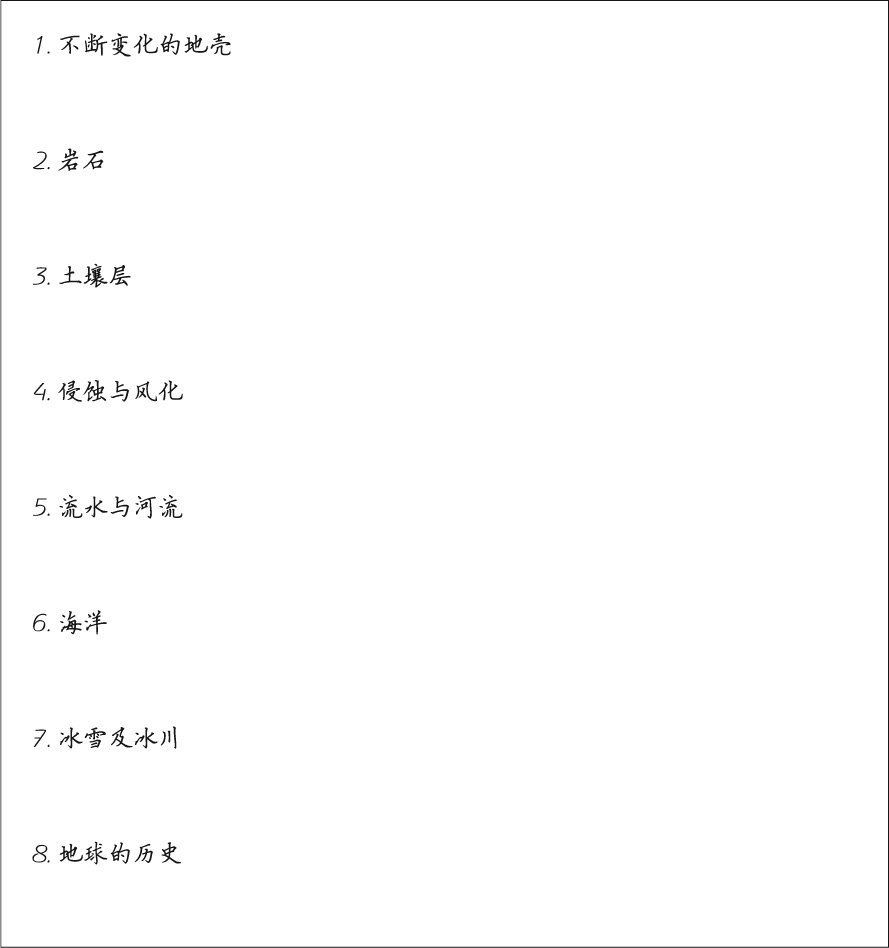 1. 不断变化的地壳
2. 岩石
3. 土壤层
4. 侵蚀与风化
5. 流水与河流
6. 海洋
7. 冰雪及冰川
8. 地球的历史